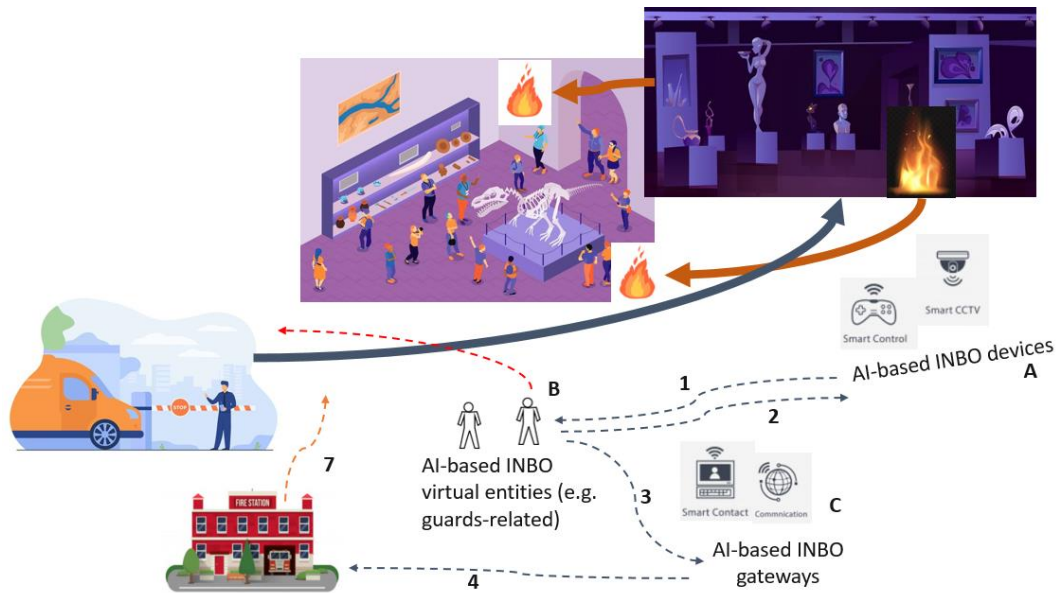 Smart CCTV
Smart Control
AI-based INBO devices
A
1
B
2
STOP
AI-based INBO
virtual entities (e.g.
guards-related)
7
3
Smart Contact
Commnication
C
FIRE STATION
AI-based INBO
gateways
4